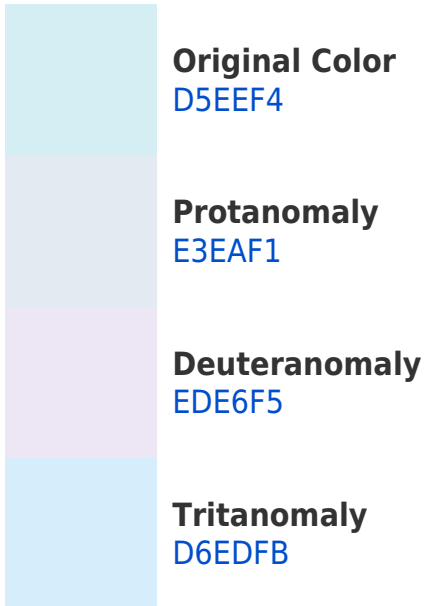 Original Color
D5EEF4
Protanomaly
E3EAF1
Deuteranomaly
EDE6F5
Tritanomaly
D6EDFB